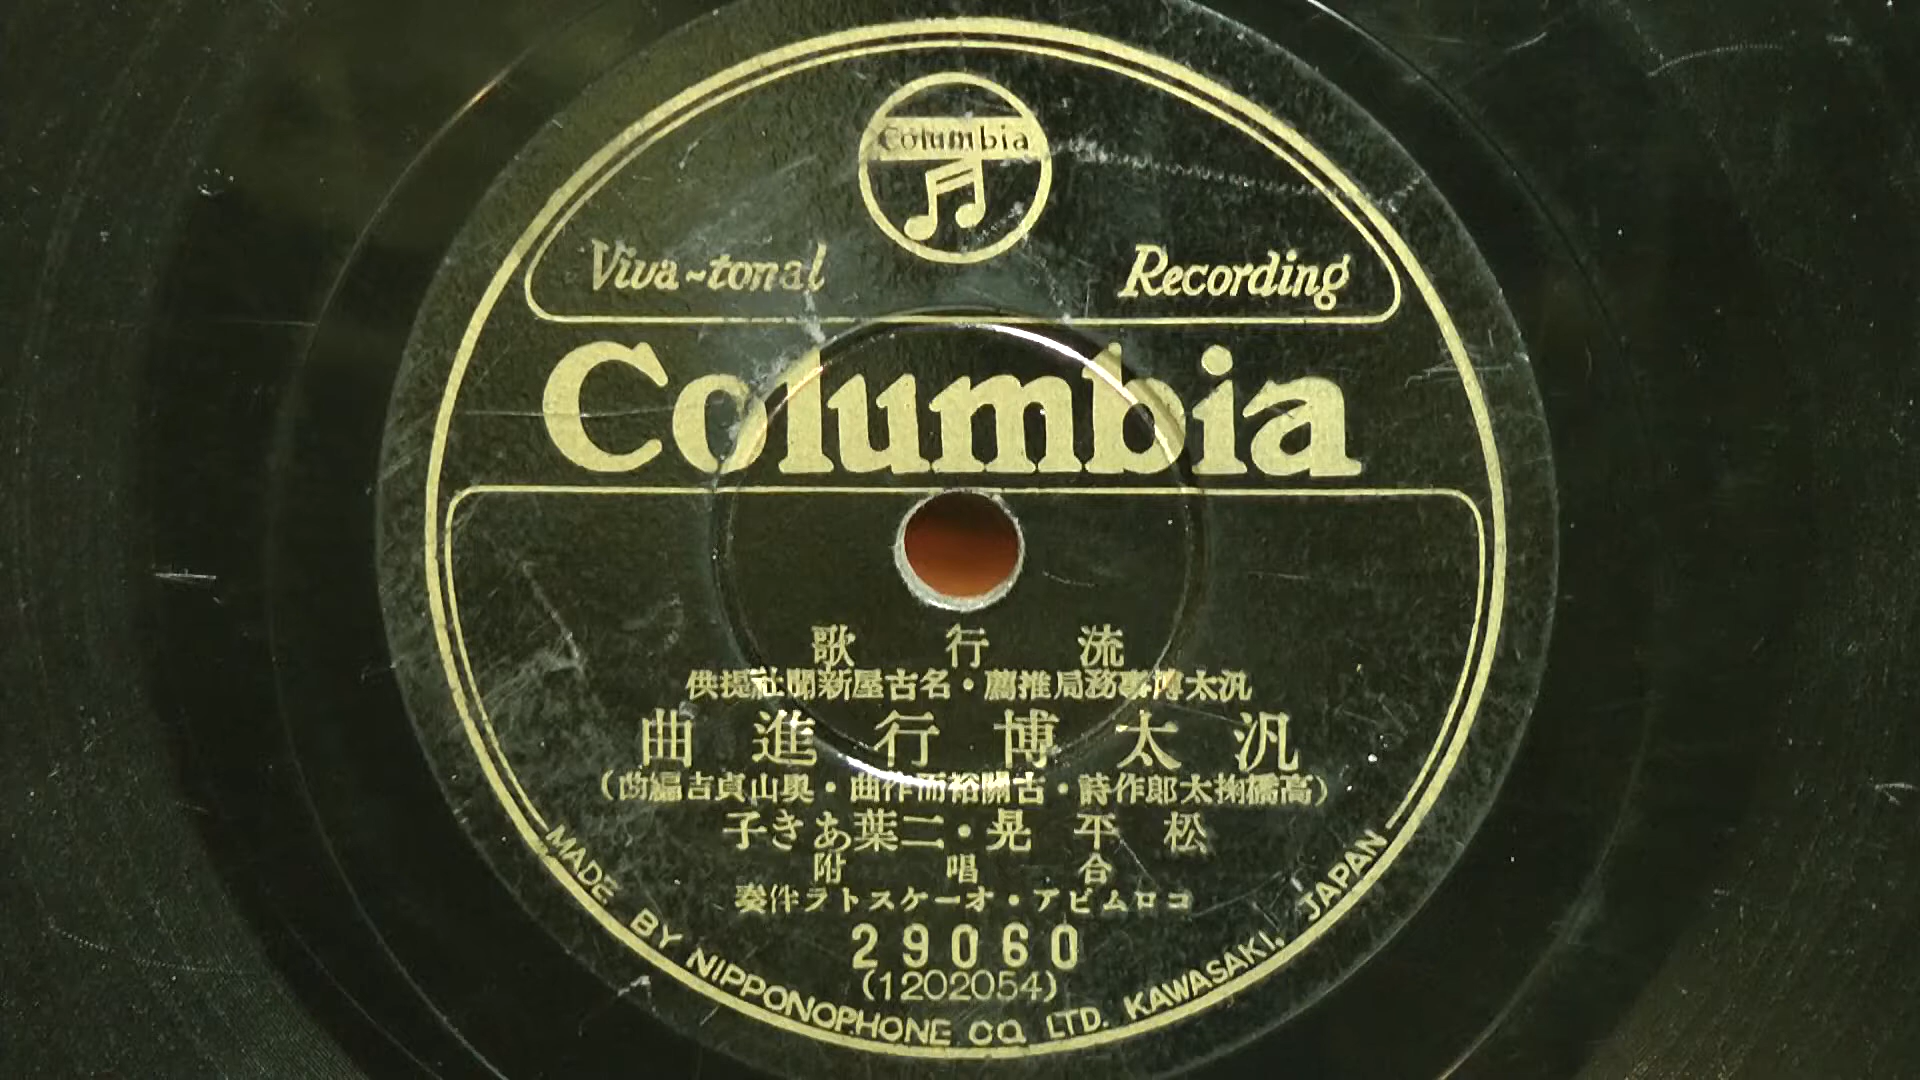 Columbia
Viva-tonal Recording
Columbia
流行歌
汎太博事務局推薦・名古屋新聞社提供
汎太博行進曲
(高橋掬太郎作詩・古關裕而作曲・奥山貞吉編曲)
松平晃・二葉あき子
合唱附
コロムビア・オーケストラ伴奏
29060
(1202054)
MADE BY NIPPONOPHONE CO. LTD. KAWASAKI, JAPAN